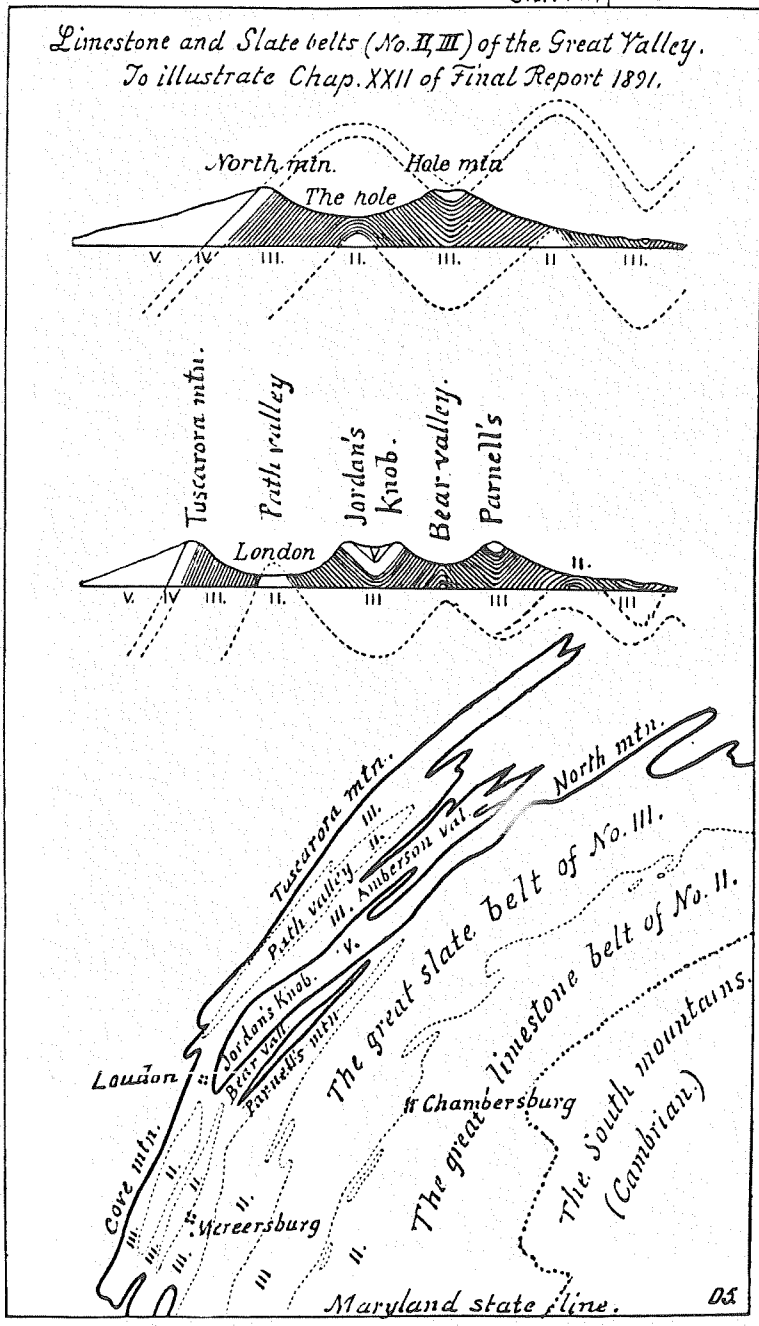 Limestone and Slate belts (No. II, III) of the Great Valley.
To illustrate Chap. XXII of Final Report 1891.
North mtn.
Hole mtn
The hole
V. IV. III. II. III. II III.
Tuscarora mtn.
Path valley
Jordan's
Knob.
Bear valley.
Parnell's
London
II.
V. IV III. II. III III III
Tuscarora mtn.
North mtn.
III.
II.
Path valley
III. Amberson val.
V.
Jordan's Knob.
Bear vall.
Parnell's mtn
The great slate belt of No. III.
The great limestone belt of No. II.
The South mountains.
(Cambrian.)
Loudon
Chambersburg
Cove mtn.
II.
II.
Mcreersburg
II.
III.
III.
III.
III
II.
Maryland state line.
DS.